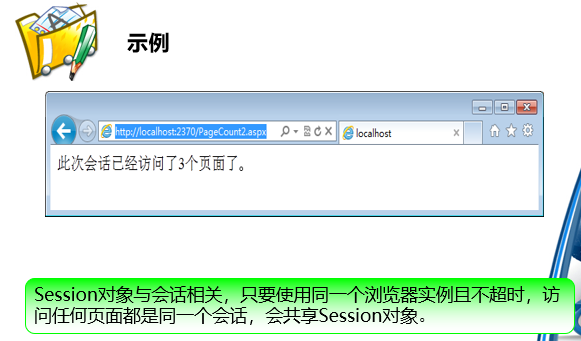 示例
http://localhost:2370/PageCount2.aspx
localhost
此次会话已经访问了3个页面了。
Session对象与会话相关，只要使用同一个浏览器实例且不超时，访
问任何页面都是同一个会话，会共享Session对象。